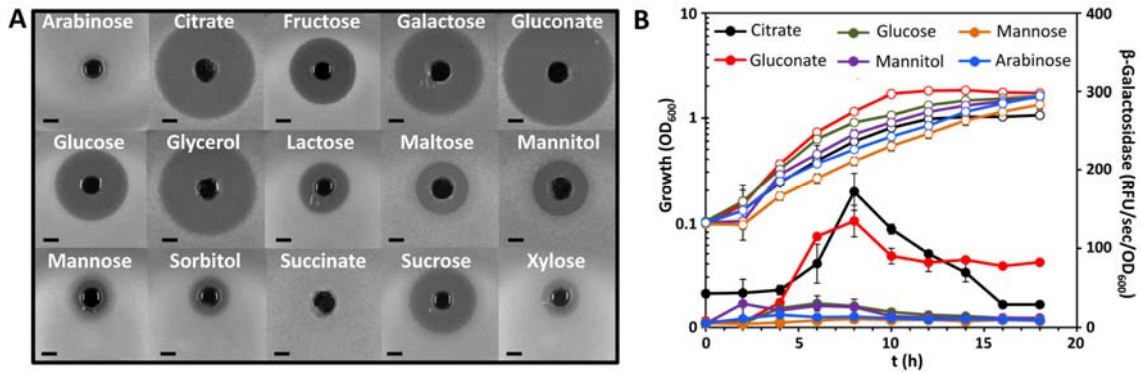 A
Arabinose Citrate Fructose Galactose Gluconate
Glucose Glycerol Lactose Maltose Mannitol
Mannose Sorbitol Succinate Sucrose Xylose
B
Citrate Glucose Mannose
Gluconate Mannitol Arabinose
Growth (OD600)
10
1
0.1
0
β-Galactosidase (RFU/sec/OD600)
400
300
200
100
0
0 5 10 15 20
t (h)